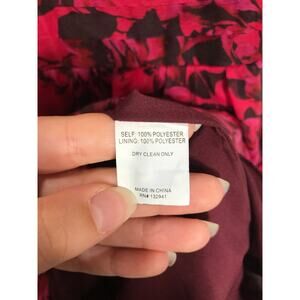 SELF: 100% POLYESTER
LINING: 100% POLYESTER
DRY CLEAN ONLY
MADE IN CHINA
RN# 132941